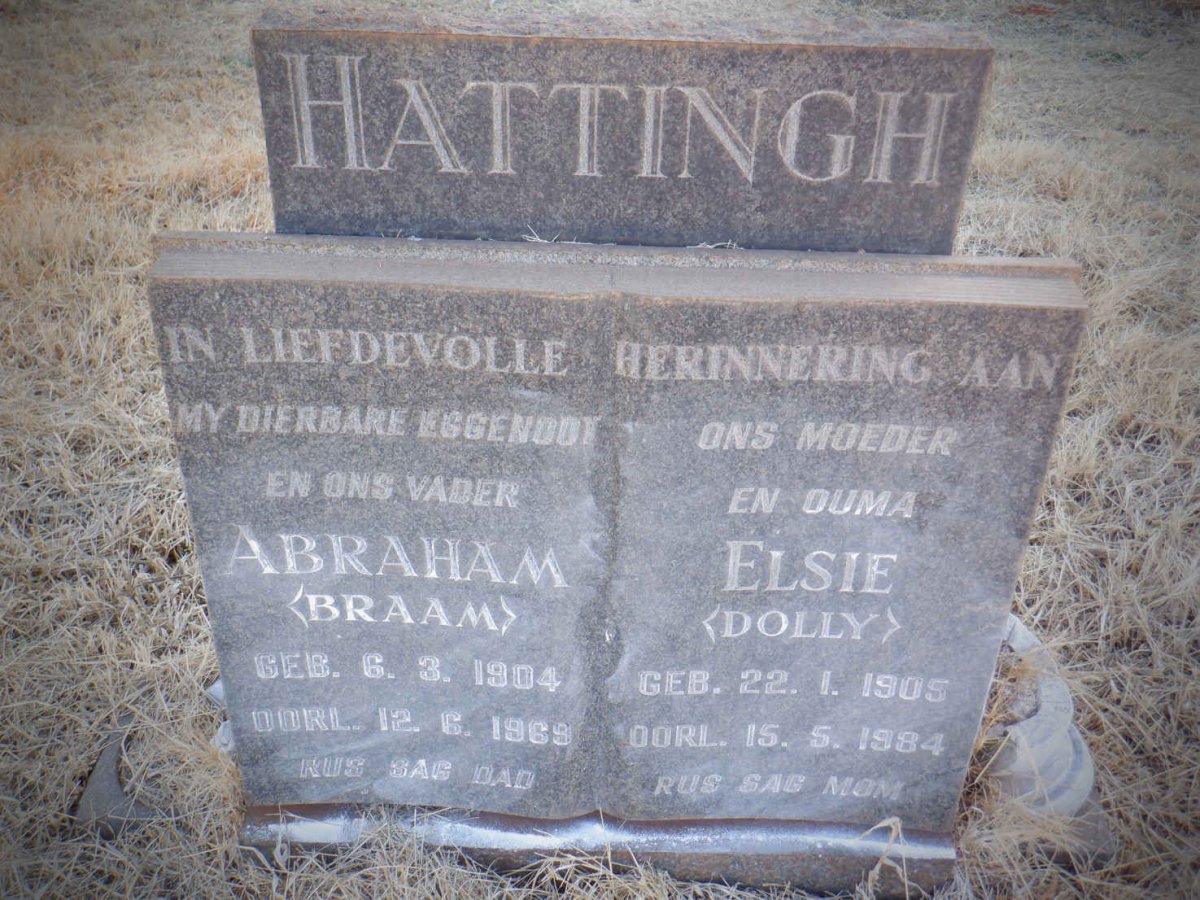 HATTINGH
IN LIEFDEVOLLE HERINNERING AAN
MY DIERBARE EGGENOOT
EN ONS VADER
ABRAHAM
<BRAAM>
GEB. 6. 3. 1904
OORL. 12. 6. 1969
RUS SAG DAD
ONS MOEDER
EN OUMA
ELSIE
<DOLLY>
GEB. 22. 1. 1905
OORL. 15. 5. 1984
RUS SAG MOM